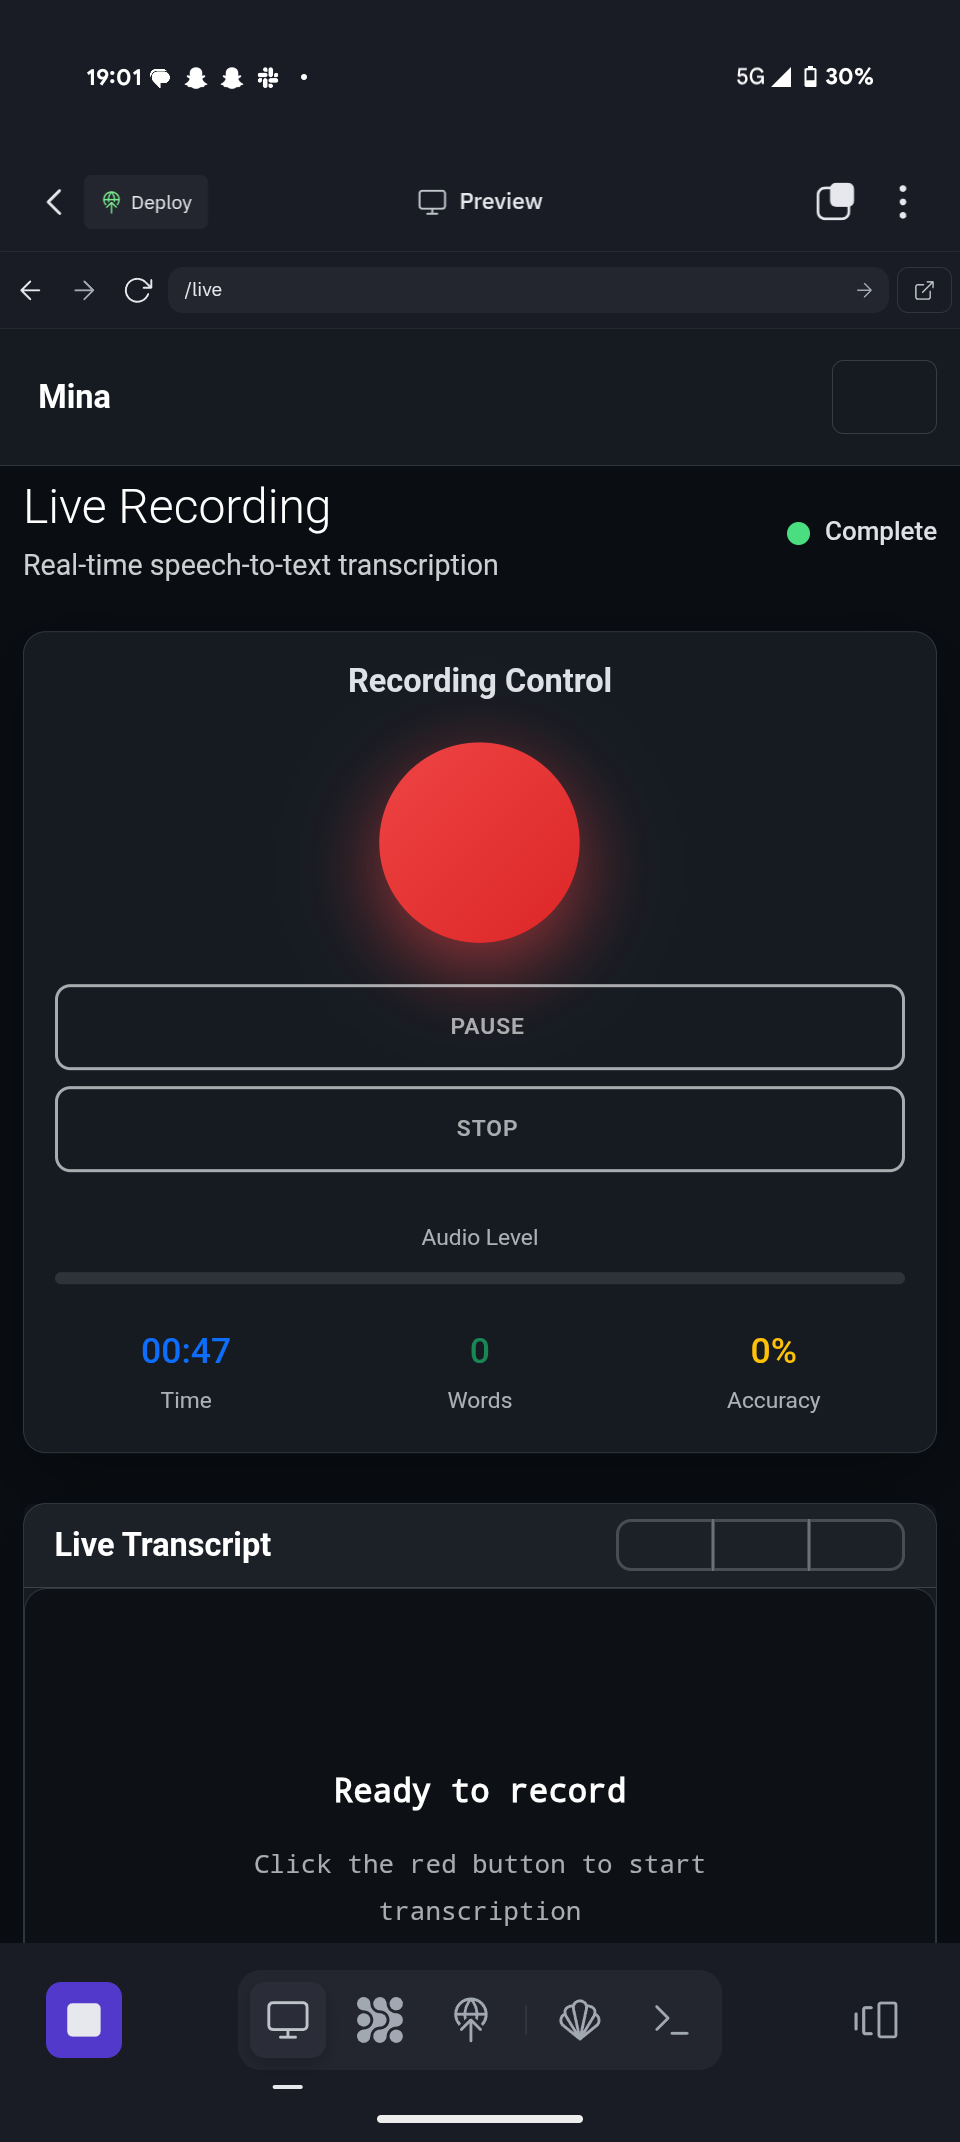 19:01
5G
30%
Deploy
Preview
/live
Mina
Live Recording
Real-time speech-to-text transcription
Complete
Recording Control
PAUSE
STOP
Audio Level
00:47
0
0%
Time
Words
Accuracy
Live Transcript
Ready to record
Click the red button to start
transcription